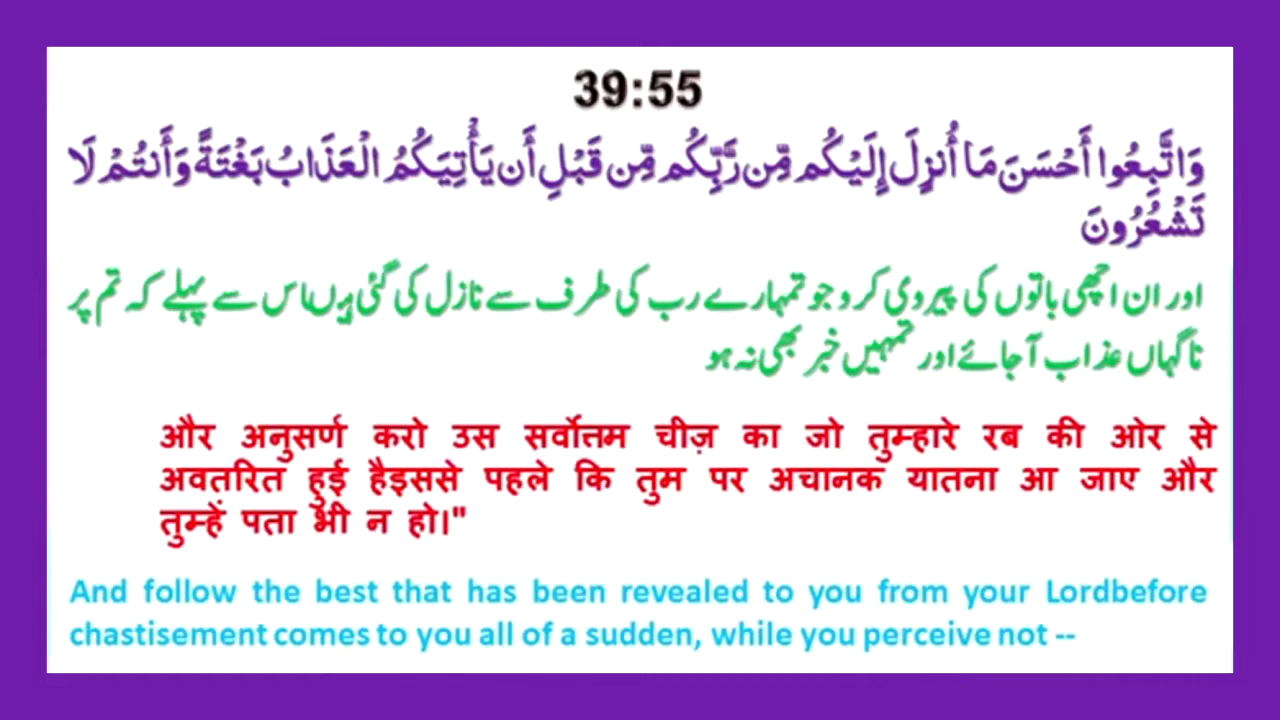 39:55
وَاتَّبِعُوا أَحْسَنَ مَا أُنزِلَ إِلَيْكُم مِّن رَّبِّكُم مِّن قَبْلِ أَن يَأْتِيَكُمُ الْعَذَابُ بَغْتَةً وَأَنتُمْ لَا
تَشْعُرُونَ
اور ان اچھی باتوں کی پیروی کرو جو تمہارے رب کی طرف سے نازل کی گئی ہیںاس سے پہلے کہ تم پر
ناگہاں عذاب آجائے اور تمہیں خبر بھی نہ ہو
और अनुसर्ण करो उस सर्वोत्तम चीज़ का जो तुम्हारे रब की ओर से
अवतरित हुई हैइससे पहले कि तुम पर अचानक यातना आ जाए और
तुम्हें पता भी न हो।"
And follow the best that has been revealed to you from your Lordbefore
chastisement comes to you all of a sudden, while you perceive not --